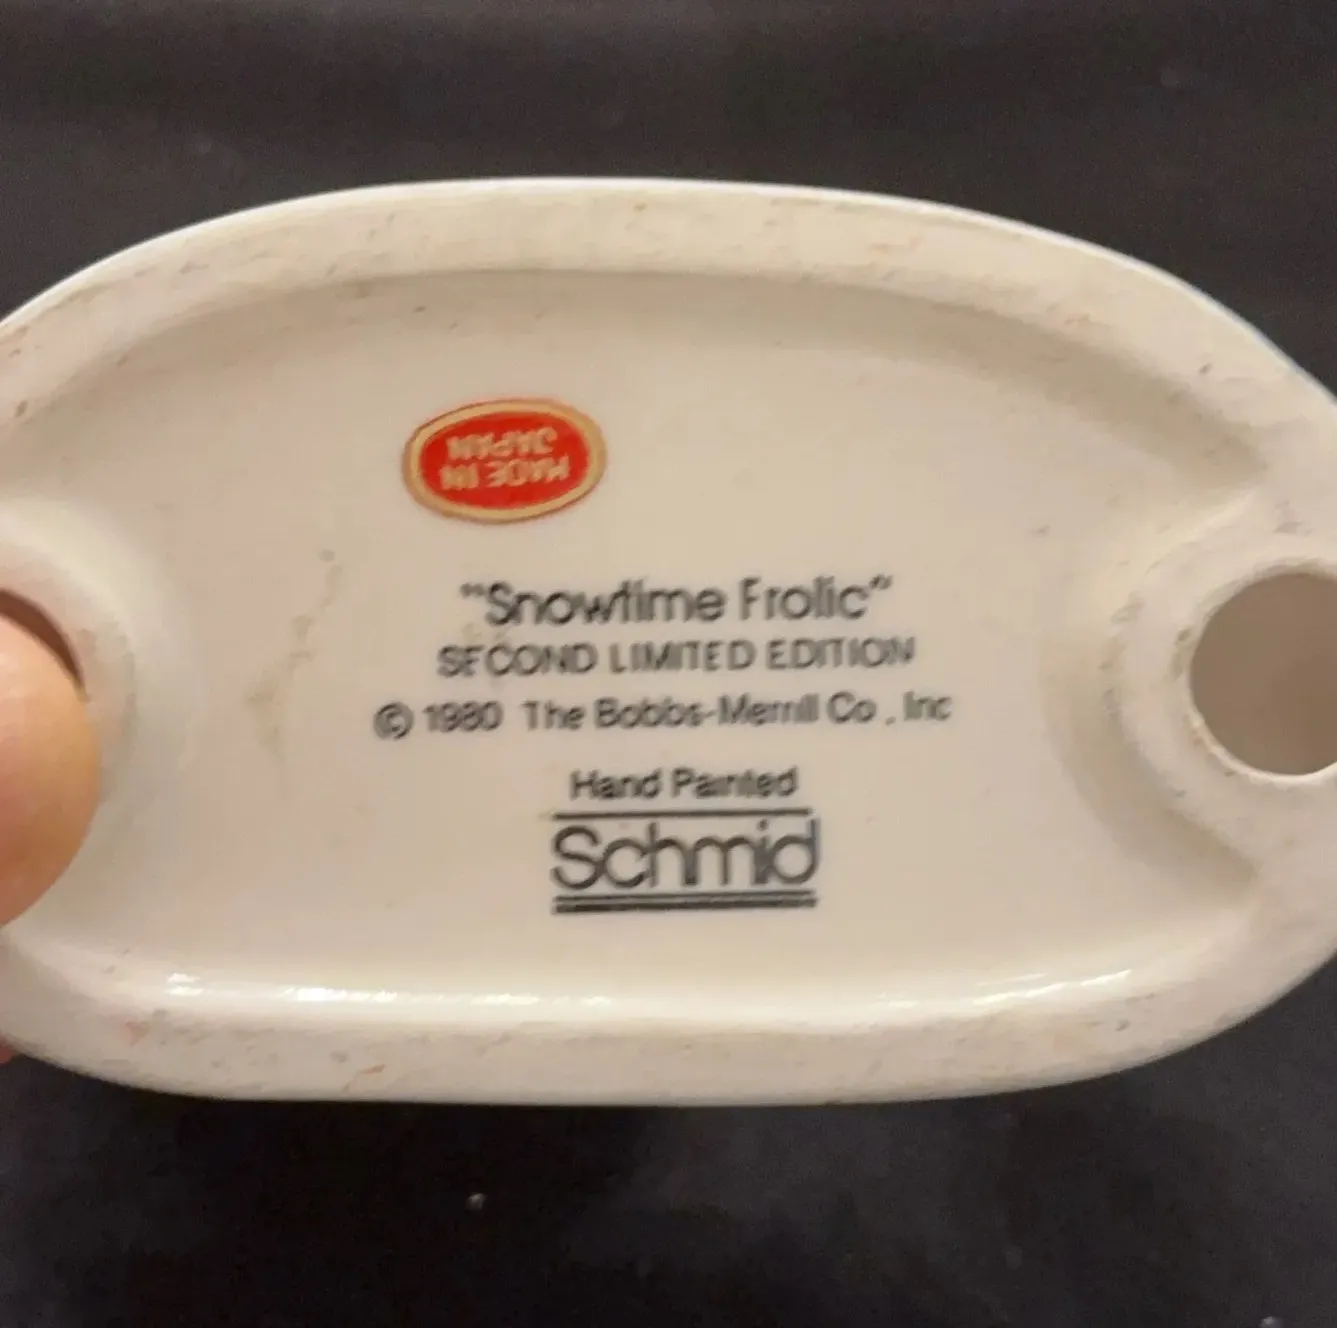 MADE IN
JAPAN
"Snowtime Frolic"
SECOND LIMITED EDITION
© 1980 The Bobbs-Merrill Co., Inc
Hand Painted
Schmid